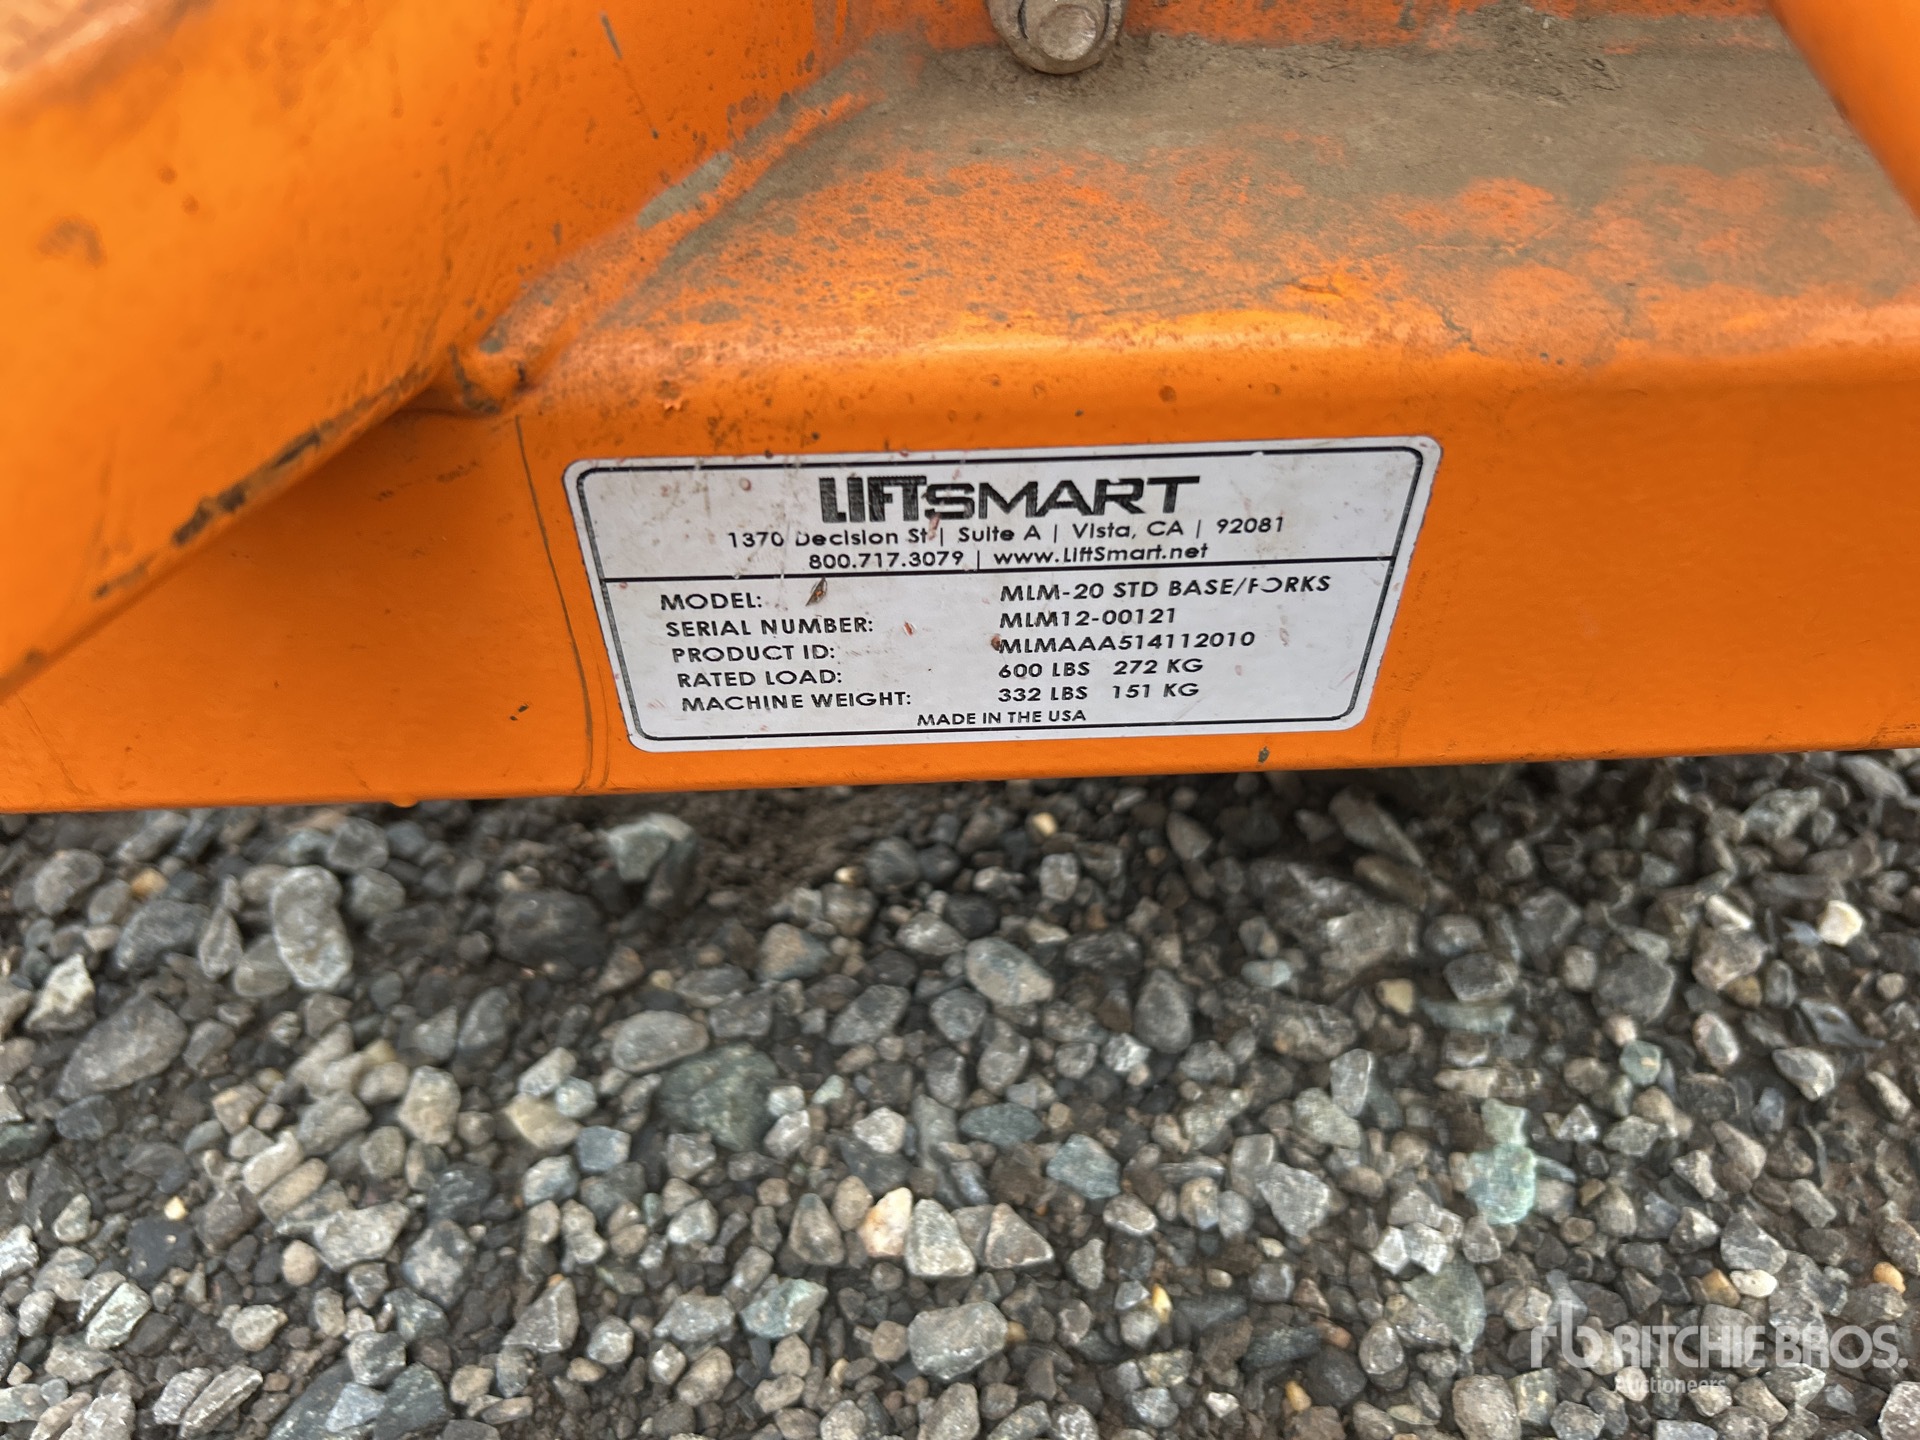 LIFTSMART
1370 Decision St | Suite A | Vista, CA | 92081
800.717.3079 | www.LiftSmart.net
MODEL: MLM-20 STD BASE/FORKS
SERIAL NUMBER: MLM12-00121
PRODUCT ID: MLMAAA514112010
RATED LOAD: 600 LBS 272 KG
MACHINE WEIGHT: 332 LBS 151 KG
MADE IN THE USA
rb RITCHIE BROS.
Auctioneers